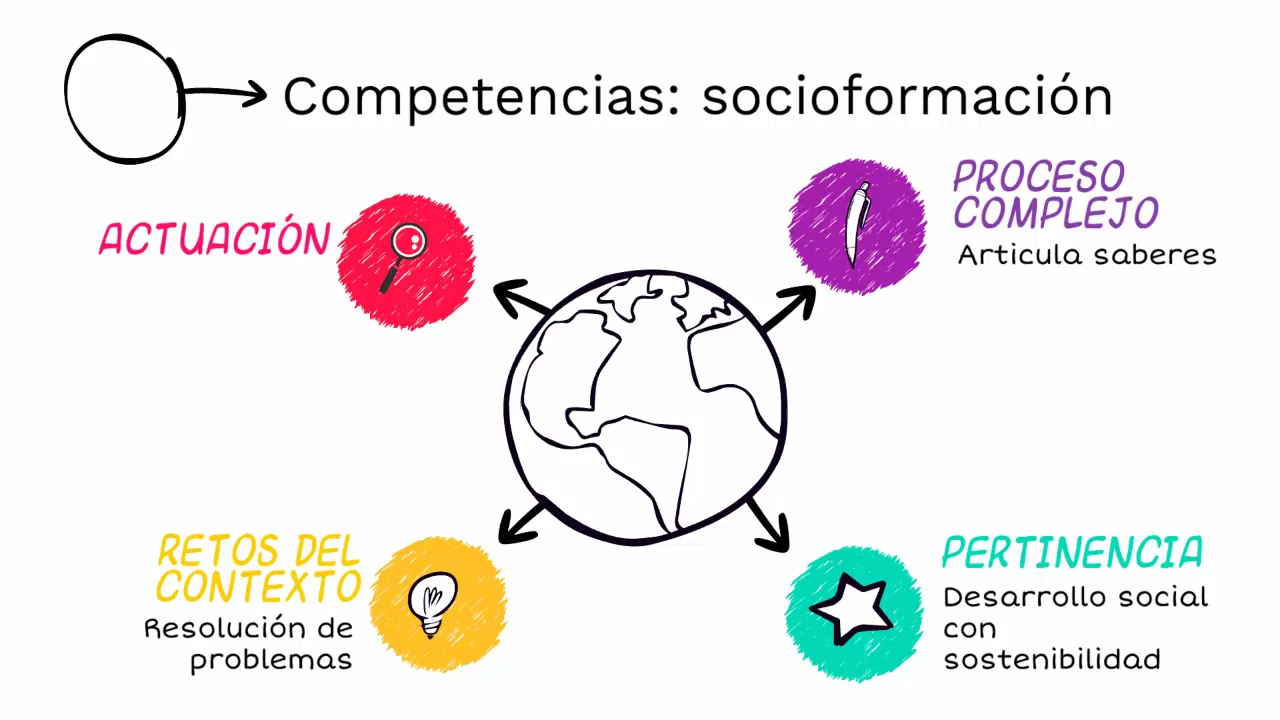 Competencias: socioformación
ACTUACIÓN
PROCESO
COMPLEJO
Articula saberes
RETOS DEL
CONTEXTO
Resolución de
problemas
PERTINENCIA
Desarrollo social
con
sostenibilidad